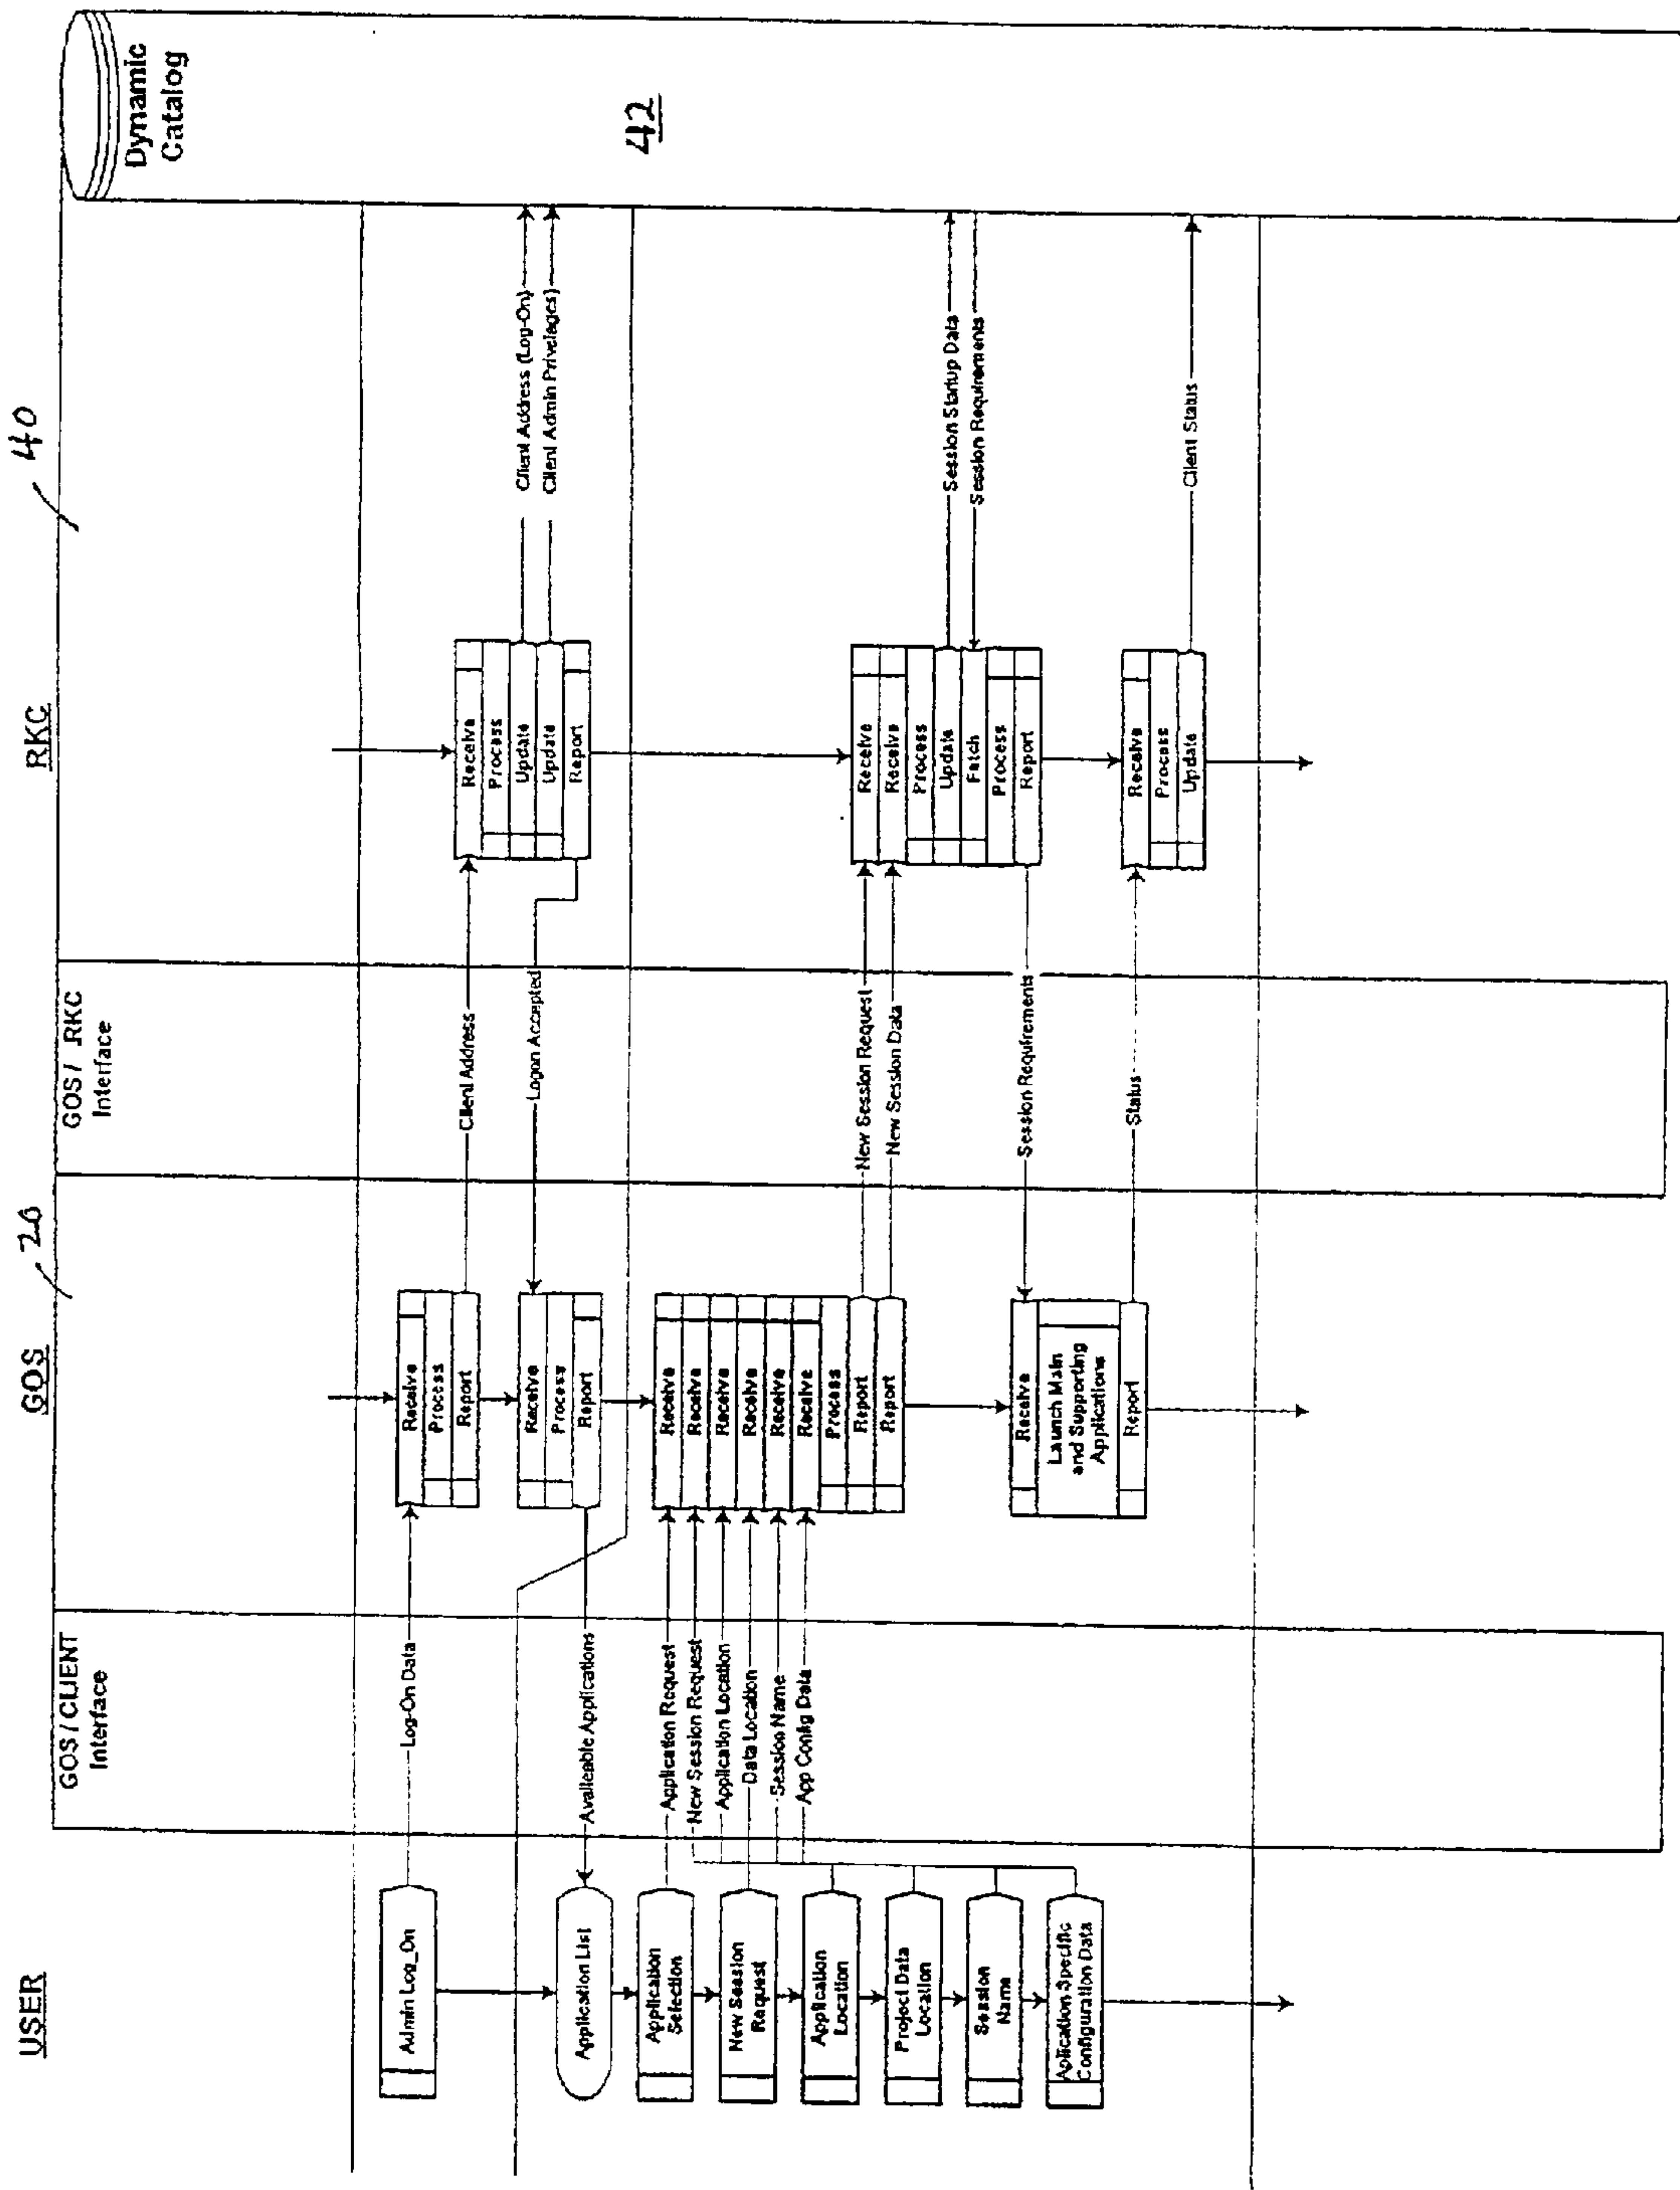 USER
GOS / CLIENT
Interface
GOS
20
GOS / RKC
Interface
RKC
40
Dynamic
Catalog
42
Admin Log_On
Log-On Data
Receive
Process
Report
Client Address
Receive
Process
Update
Update
Report
Client Address (Log-On)
Client Admin Privelages)
Logon Accepted
Receive
Process
Report
Availeable Applications
Application List
Application
Selection
New Session
Request
Application
Location
Project Data
Location
Session
Name
Aplication Specific
Configuration Data
Application Request
New Session Request
Application Location
Data Location
Session Name
App Config Data
Receive
Receive
Receive
Receive
Receive
Receive
Process
Report
Report
New Session Request
New Session Data
Receive
Receive
Process
Update
Fetch
Process
Report
Session Startup Data
Session Requirements
Session Requirements
Receive
Launch Main
and Supporting
Applications
Report
Status
Receive
Process
Update
Client Status